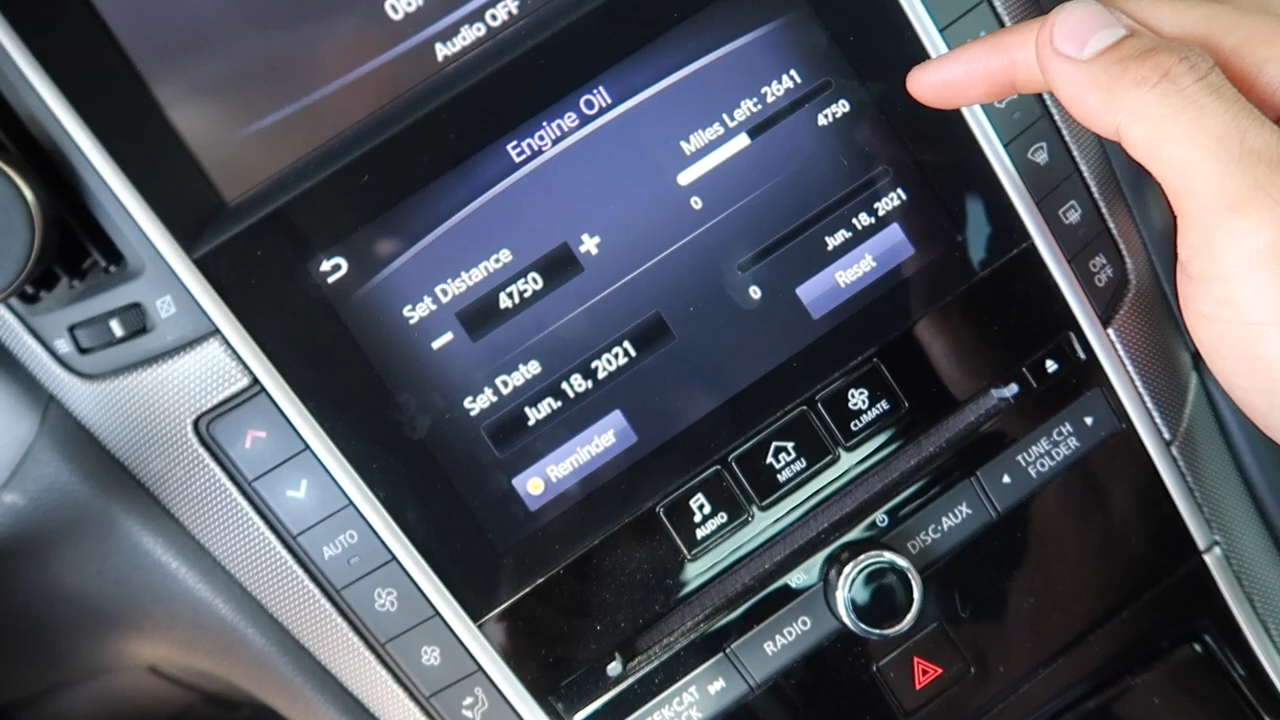 Audio OFF
Engine Oil
Miles Left: 2641
0
4750
Set Distance
4750
0
Jun. 18, 2021
Set Date
Jun. 18, 2021
Reset
Reminder
AUDIO
MENU
CLIMATE
AUTO
ON
OFF
VOL
RADIO
DISC·AUX
TUNE·CH
FOLDER